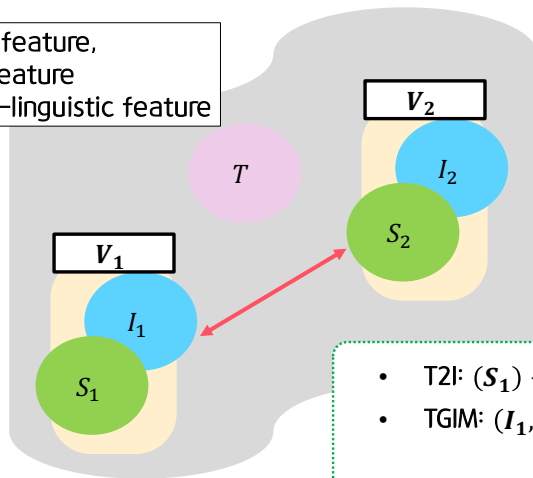 feature,
eature
-linguistic feature
V₂
T
I₂
S₂
V₁
I₁
S₁
• T2I: (S₁)
• TGIM: (I₁,